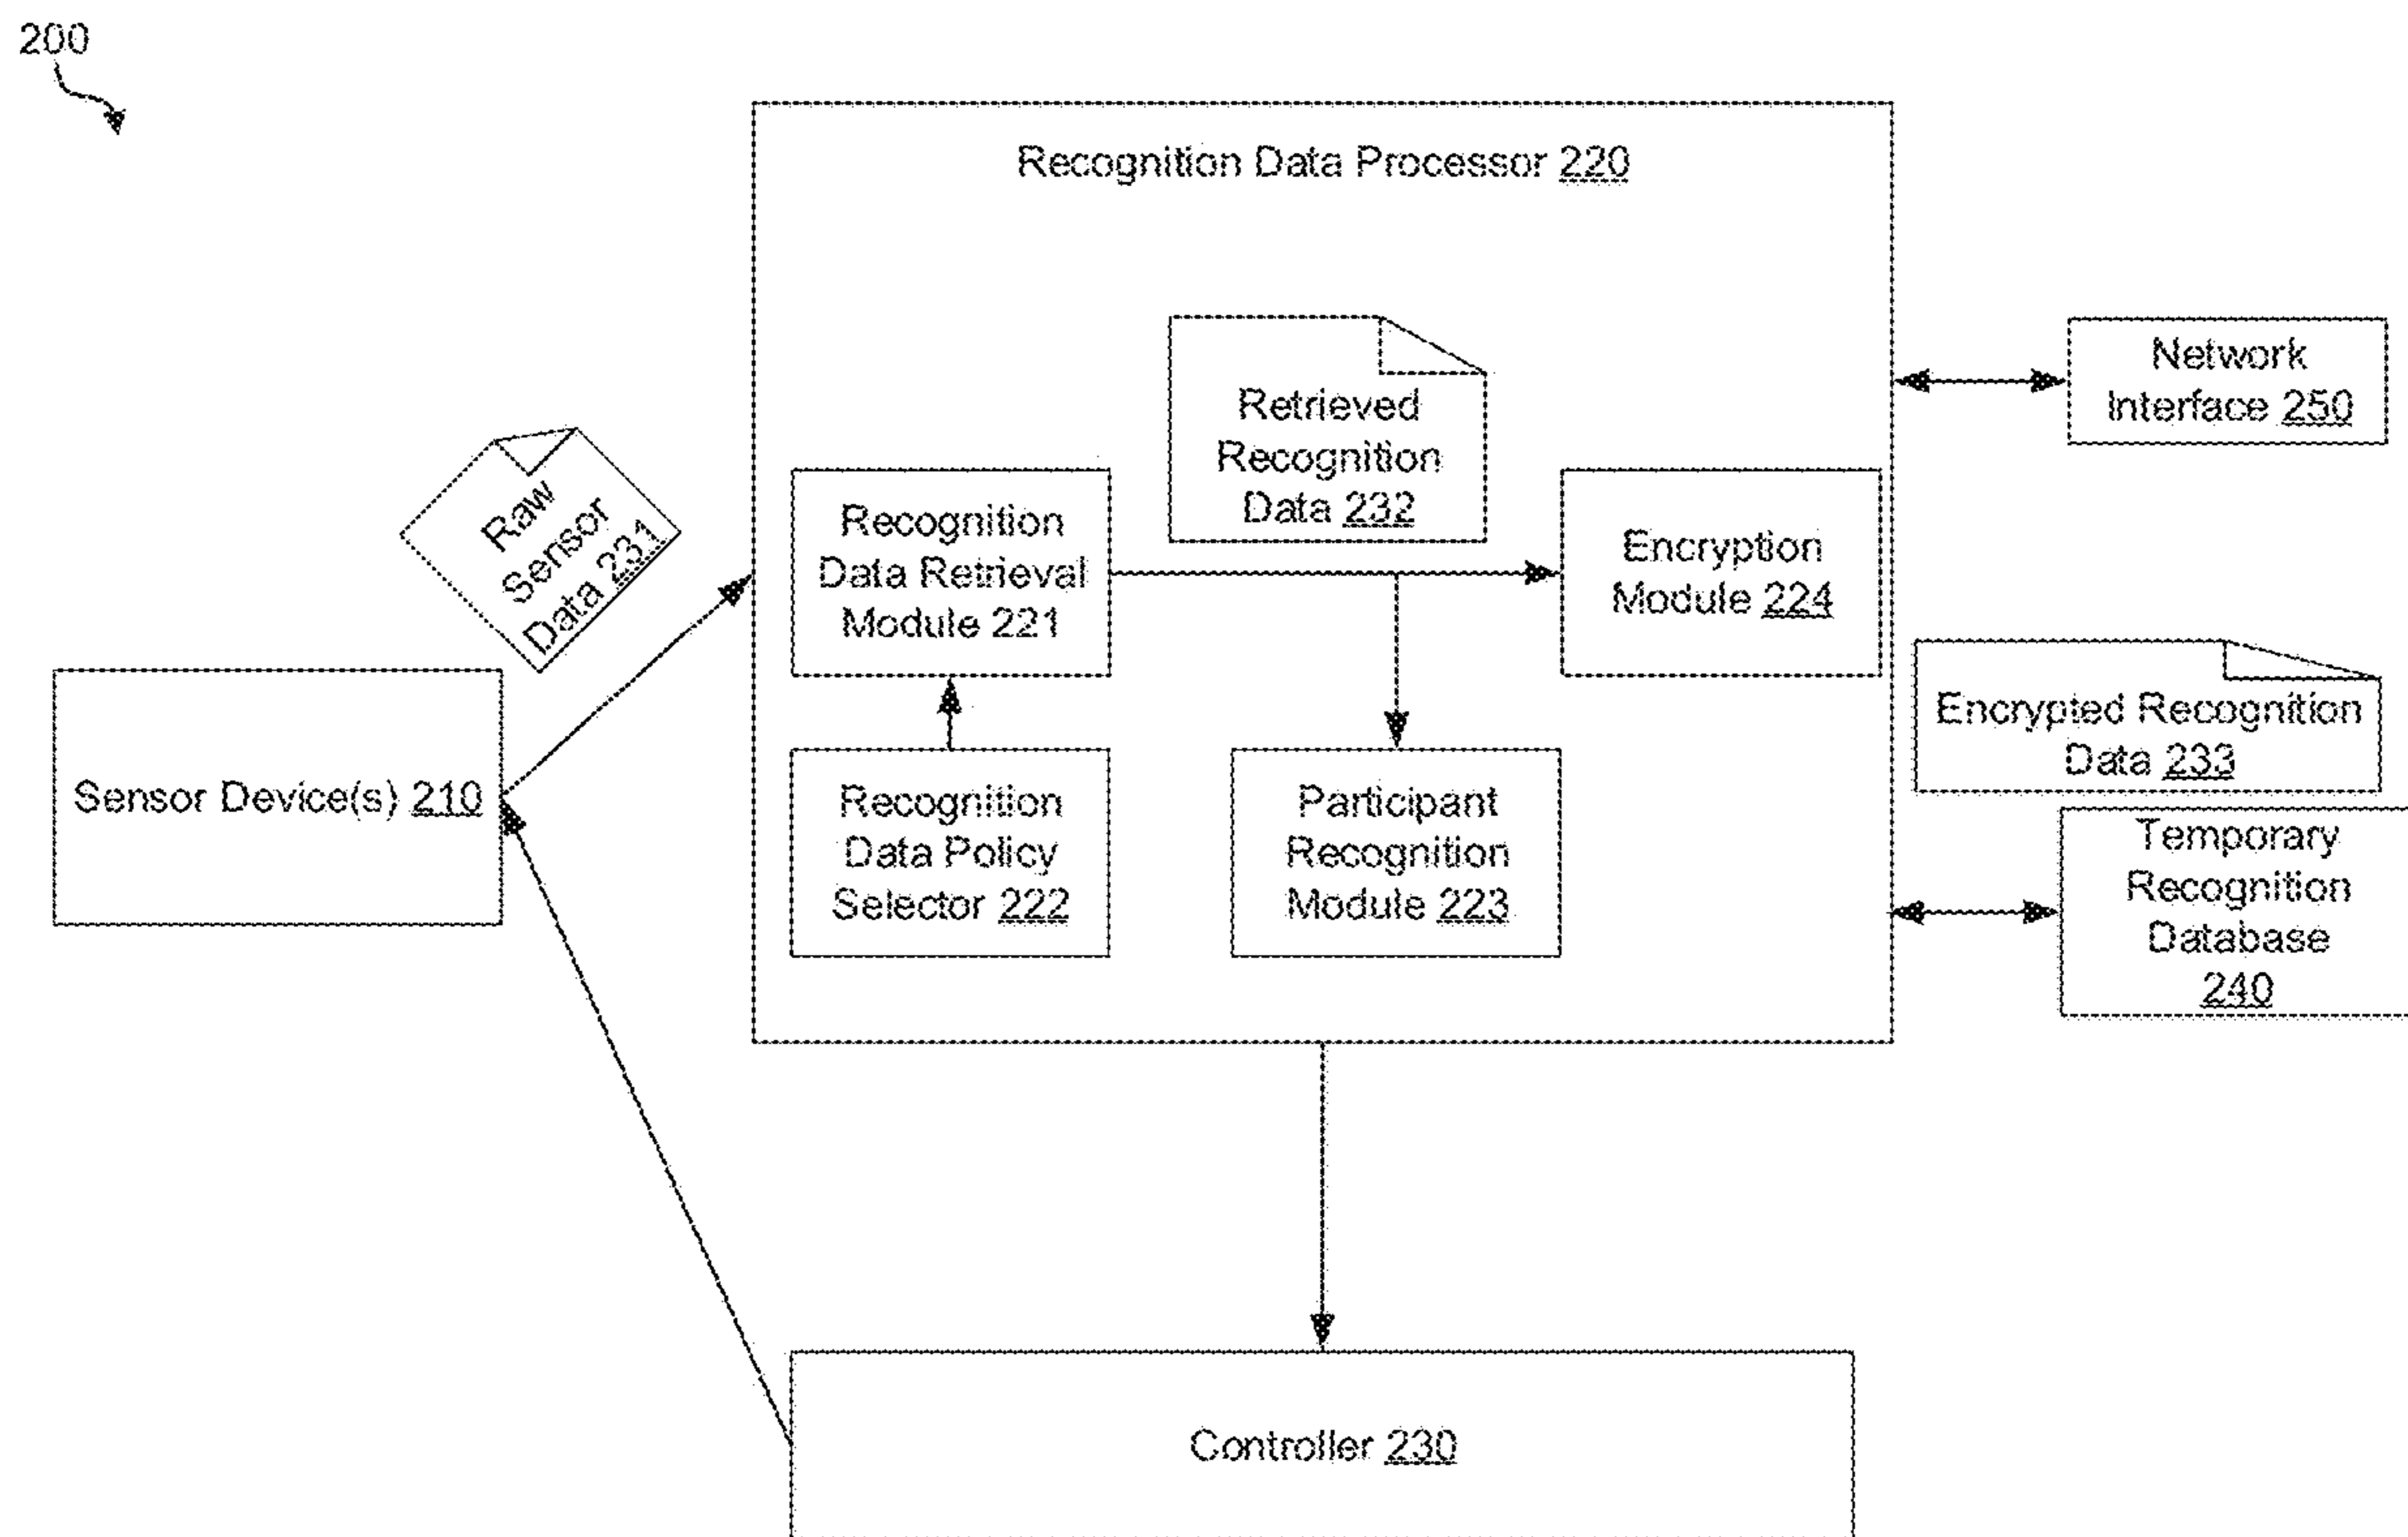 200
Recognition Data Processor 220
Retrieved
Recognition
Data 232
Network
Interface 250
Raw
Sensor
Data 231
Recognition
Data Retrieval
Module 221
Encryption
Module 224
Encrypted Recognition
Data 233
Sensor Device(s) 210
Recognition
Data Policy
Selector 222
Participant
Recognition
Module 223
Temporary
Recognition
Database
240
Controller 230